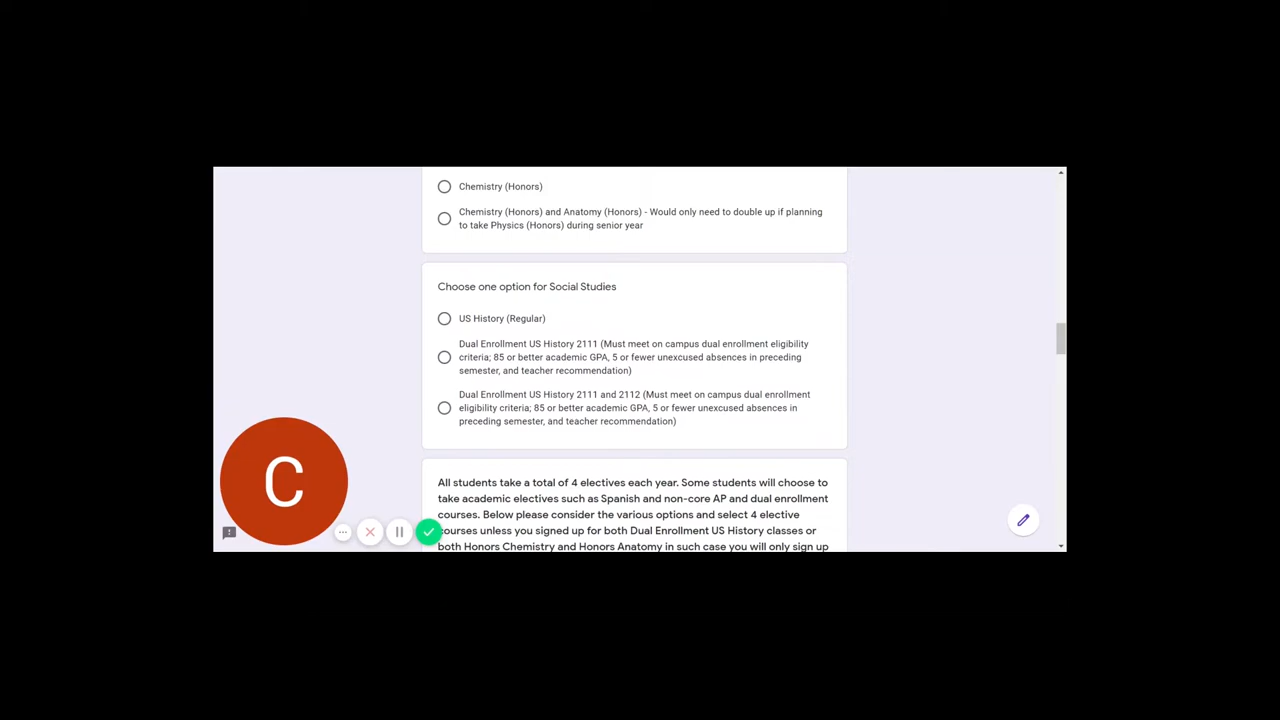 Chemistry (Honors)
Chemistry (Honors) and Anatomy (Honors) - Would only need to double up if planning
to take Physics (Honors) during senior year
Choose one option for Social Studies
US History (Regular)
Dual Enrollment US History 2111 (Must meet on campus dual enrollment eligibility
criteria; 85 or better academic GPA, 5 or fewer unexcused absences in preceding
semester, and teacher recommendation)
Dual Enrollment US History 2111 and 2112 (Must meet on campus dual enrollment
eligibility criteria; 85 or better academic GPA, 5 or fewer unexcused absences in
preceding semester, and teacher recommendation)
All students take a total of 4 electives each year. Some students will choose to
take academic electives such as Spanish and non-core AP and dual enrollment
courses. Below please consider the various options and select 4 elective
courses unless you signed up for both Dual Enrollment US History classes or
both Honors Chemistry and Honors Anatomy in such case you will only sign up
C